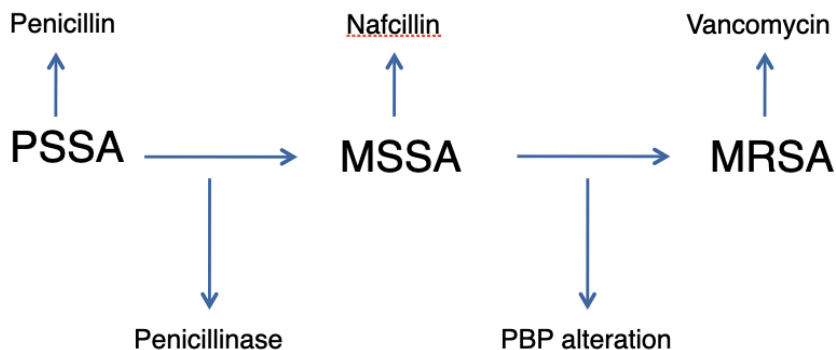 Penicillin
Nafcillin
Vancomycin
PSSA
MSSA
MRSA
Penicillinase
PBP alteration